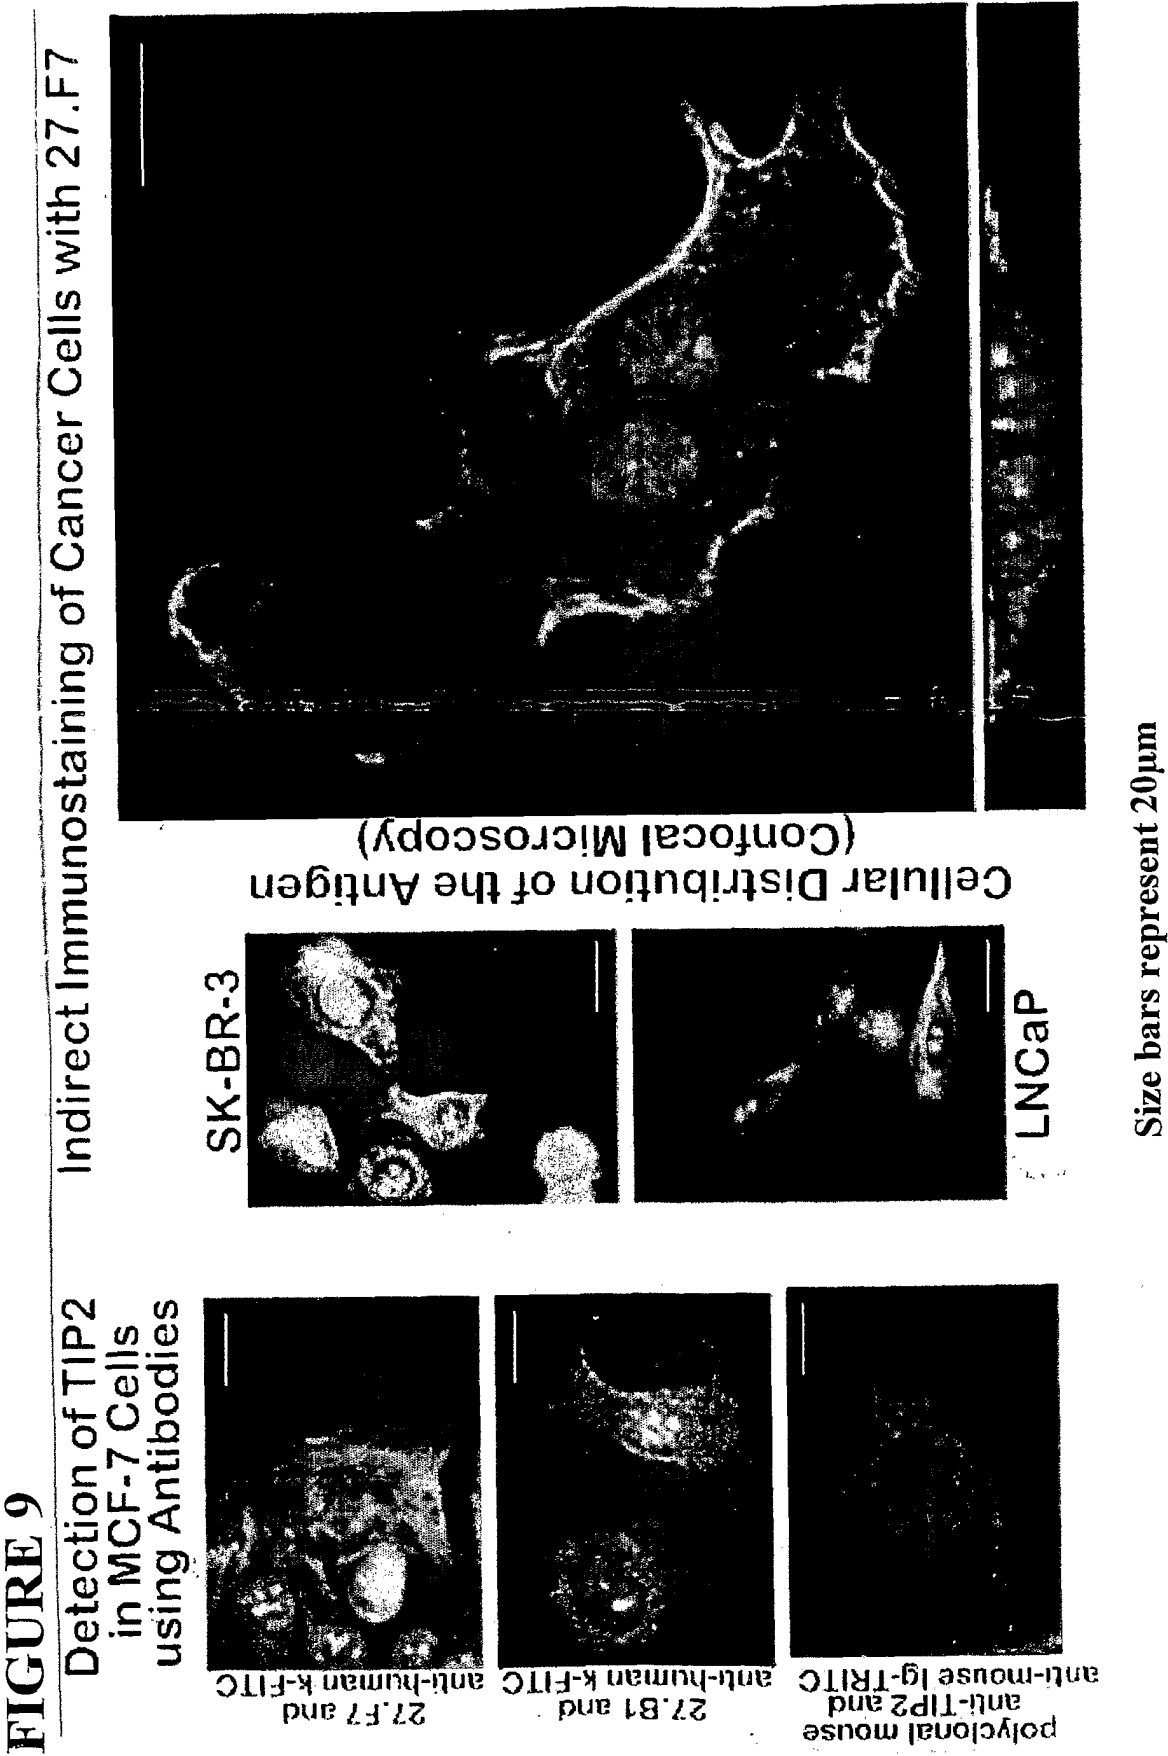 FIGURE 9
Detection of TIP2
in MCF-7 Cells
using Antibodies
27.F7 and
anti-human k-FITC
27.B1 and
anti-human k-FITC
polyclonal mouse
anti-TIP2 and
anti-mouse Ig-TRITC
Indirect Immunostaining of Cancer Cells with 27.F7
SK-BR-3
LNCaP
Cellular Distribution of the Antigen
(Confocal Microscopy)
Size bars represent 20µm